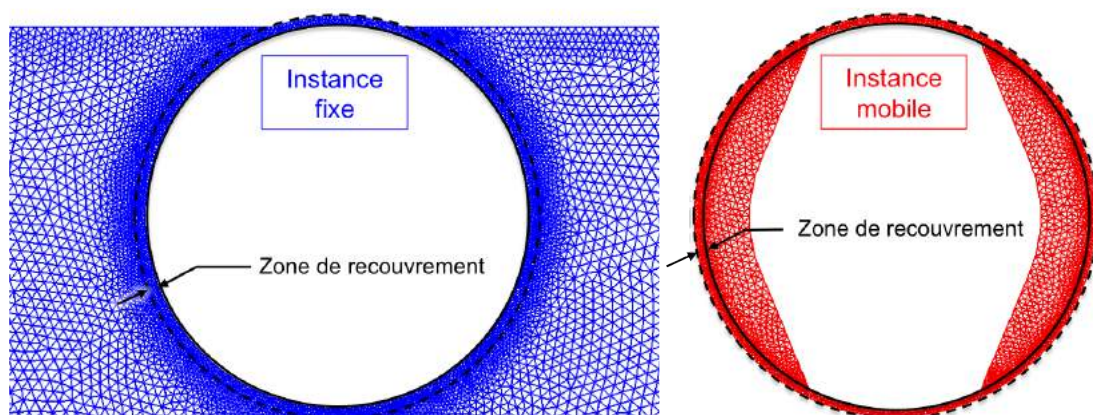 Instance
fixe
Zone de recouvrement
Instance
mobile
Zone de recouvrement